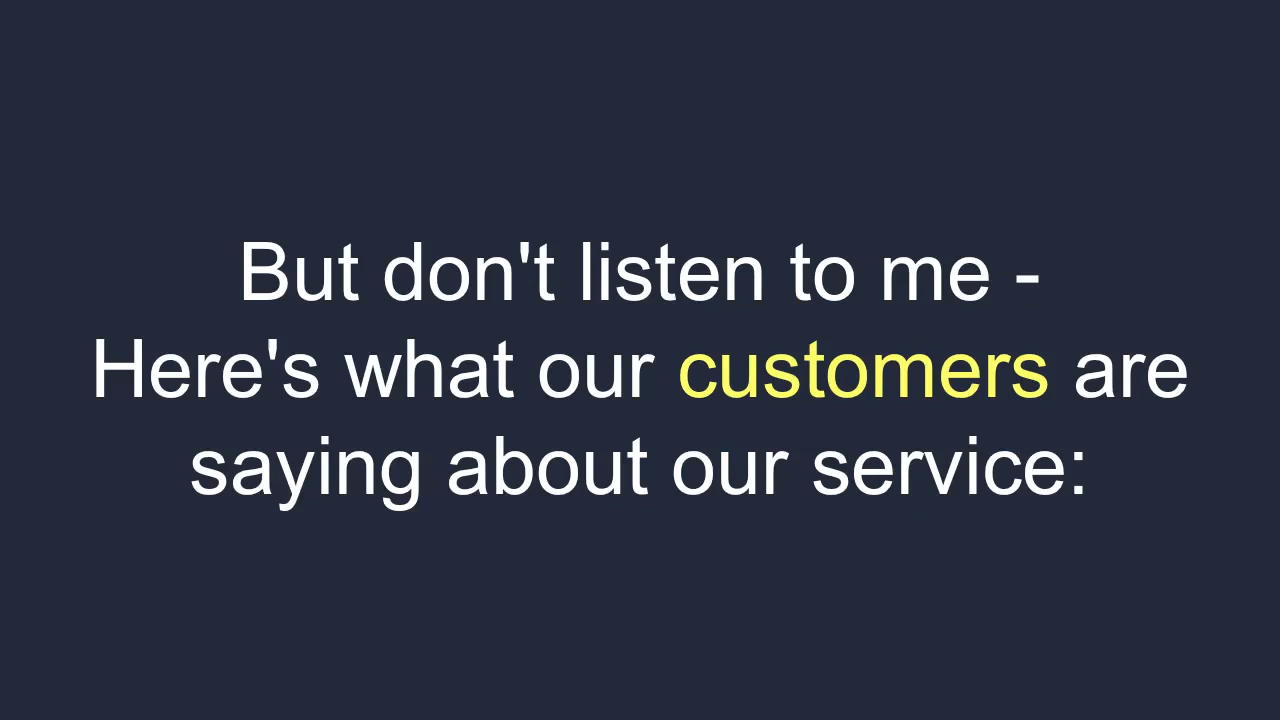 But don't listen to me -
Here's what our customers are
saying about our service: